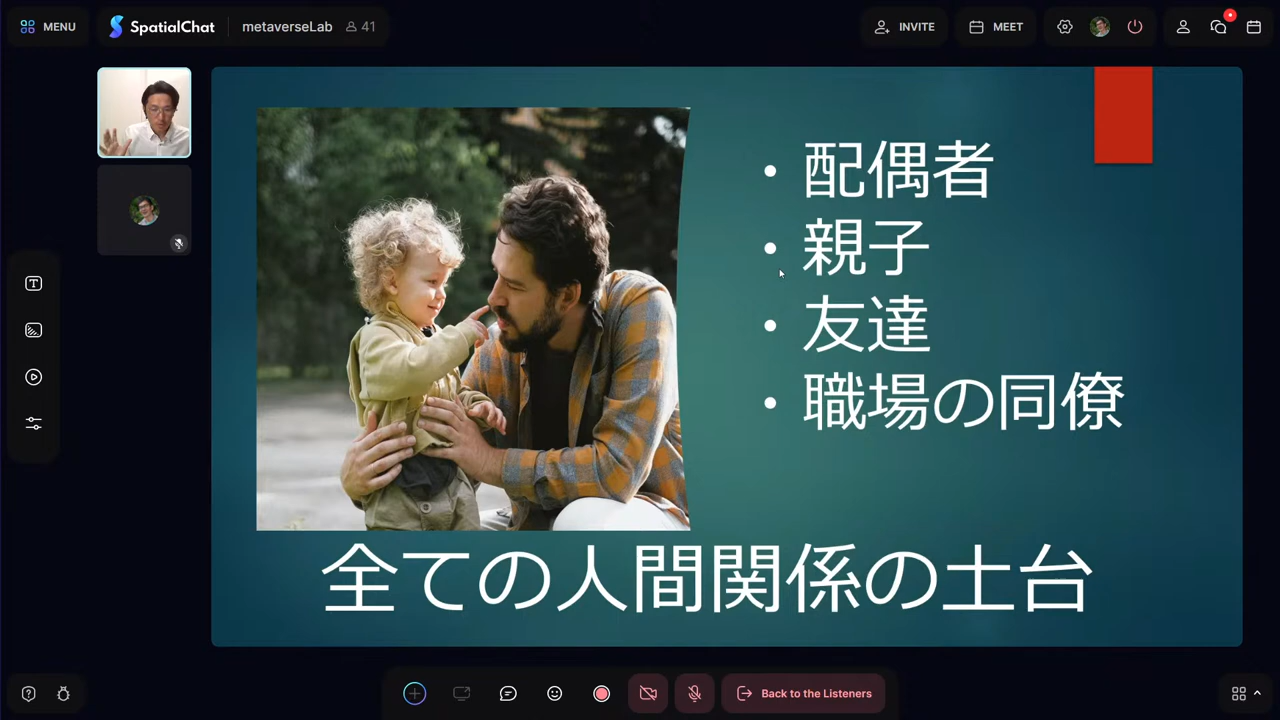 MENU
SpatialChat
metaverseLab
41
INVITE
MEET
• 配偶者
• 親子
• 友達
• 職場の同僚
全ての人間関係の土台
Back to the Listeners